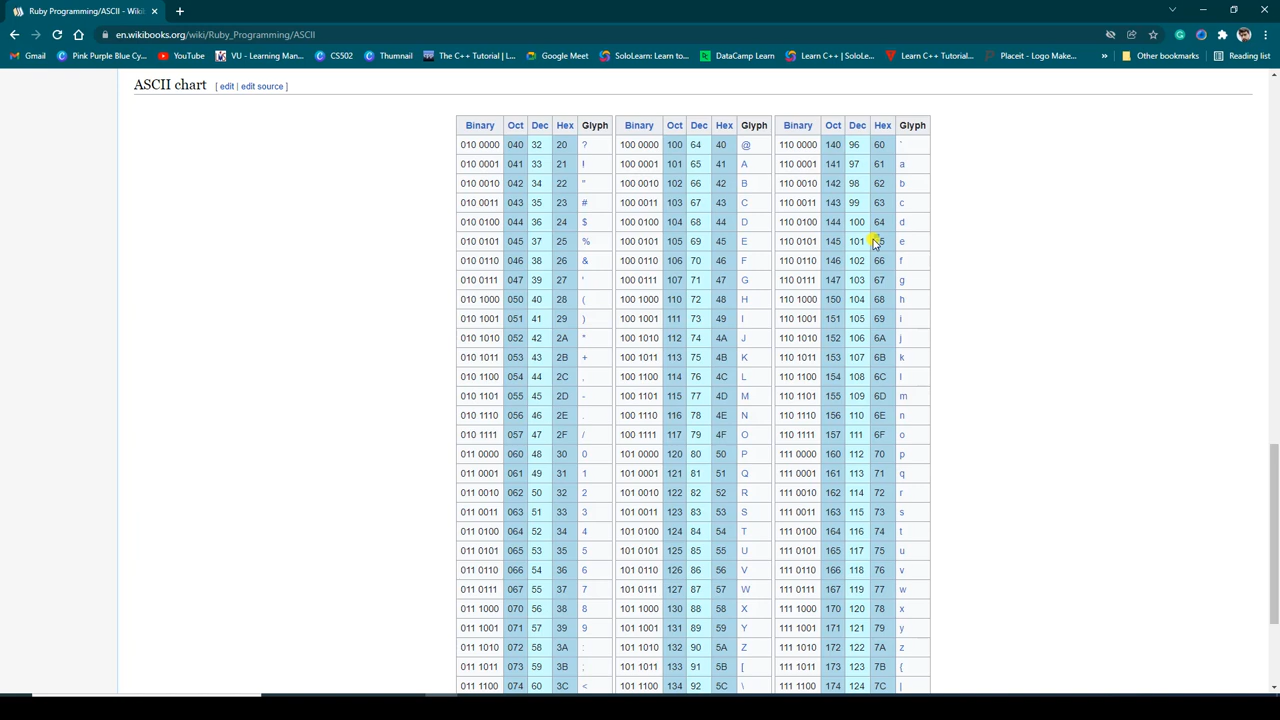 Ruby Programming/ASCII - Wiki
en.wikibooks.org/wiki/Ruby_Programming/ASCII
Gmail Pink Purple Blue Cy... YouTube VU - Learning Man... CS502 Thumnail The C++ Tutorial | L... Google Meet SoloLearn: Learn to... DataCamp Learn Learn C++ | SoloLe... Learn C++ Program... Placeit - Logo Make... » Other bookmarks Reading list
ASCII chart [ edit | edit source ]
Binary Oct Dec Hex Glyph Binary Oct Dec Hex Glyph Binary Oct Dec Hex Glyph
010 0000 040 32 20 ? 100 0000 100 64 40 @ 110 0000 140 96 60 `
010 0001 041 33 21 ! 100 0001 101 65 41 A 110 0001 141 97 61 a
010 0010 042 34 22 " 100 0010 102 66 42 B 110 0010 142 98 62 b
010 0011 043 35 23 # 100 0011 103 67 43 C 110 0011 143 99 63 c
010 0100 044 36 24 $ 100 0100 104 68 44 D 110 0100 144 100 64 d
010 0101 045 37 25 % 100 0101 105 69 45 E 110 0101 145 101 e
010 0110 046 38 26 & 100 0110 106 70 46 F 110 0110 146 102 66 f
010 0111 047 39 27 ' 100 0111 107 71 47 G 110 0111 147 103 67 g
010 1000 050 40 28 ( 100 1000 110 72 48 H 110 1000 150 104 68 h
010 1001 051 41 29 ) 100 1001 111 73 49 I 110 1001 151 105 69 i
010 1010 052 42 2A * 100 1010 112 74 4A J 110 1010 152 106 6A j
010 1011 053 43 2B + 100 1011 113 75 4B K 110 1011 153 107 6B k
010 1100 054 44 2C , 100 1100 114 76 4C L 110 1100 154 108 6C l
010 1101 055 45 2D - 100 1101 115 77 4D M 110 1101 155 109 6D m
010 1110 056 46 2E . 100 1110 116 78 4E N 110 1110 156 110 6E n
010 1111 057 47 2F / 100 1111 117 79 4F O 110 1111 157 111 6F o
011 0000 060 48 30 0 101 0000 120 80 50 P 111 0000 160 112 70 p
011 0001 061 49 31 1 101 0001 121 81 51 Q 111 0001 161 113 71 q
011 0010 062 50 32 2 101 0010 122 82 52 R 111 0010 162 114 72 r
011 0011 063 51 33 3 101 0011 123 83 53 S 111 0011 163 115 73 s
011 0100 064 52 34 4 101 0100 124 84 54 T 111 0100 164 116 74 t
011 0101 065 53 35 5 101 0101 125 85 55 U 111 0101 165 117 75 u
011 0110 066 54 36 6 101 0110 126 86 56 V 111 0110 166 118 76 v
011 0111 067 55 37 7 101 0111 127 87 57 W 111 0111 167 119 77 w
011 1000 070 56 38 8 101 1000 130 88 58 X 111 1000 170 120 78 x
011 1001 071 57 39 9 101 1001 131 89 59 Y 111 1001 171 121 79 y
011 1010 072 58 3A : 101 1010 132 90 5A Z 111 1010 172 122 7A z
011 1011 073 59 3B ; 101 1011 133 91 5B [ 111 1011 173 123 7B {
011 1100 074 60 3C < 101 1100 134 92 5C \ 111 1100 174 124 7C |